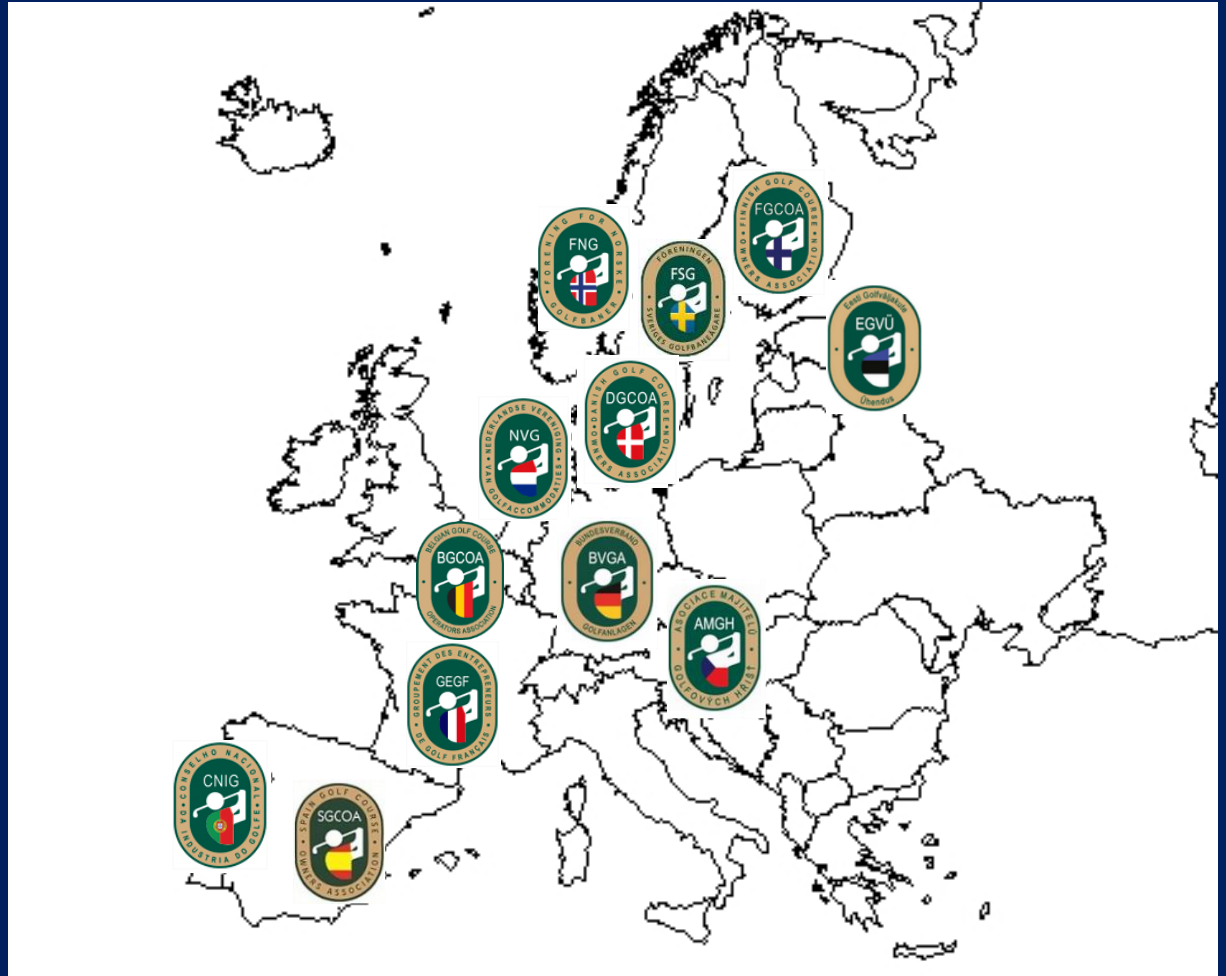 FINNISH GOLF COURSE
FGCOA
OWNERS ASSOCIATION
FORENING FOR NORSKE
FNG
GOLFBANER
FÖRENINGEN
FSG
SVERIGES GOLFBANEÄGARE
Eesti Golfväljakute
EGVÜ
Ühendus
DANISH GOLF COURSE
DGCOA
OWNERS ASSOCIATION
NEDERLANDSE VERENIGING
NVG
VAN GOLFACCOMMODATIES
BELGIAN GOLF COURSE
BGCOA
OPERATORS ASSOCIATION
BUNDESVERBAND
BVGA
GOLFANLAGEN
ASOCIACE MAJITELŮ
AMGH
GOLFOVÝCH HŘIŠŤ
GROUPEMENT DES ENTREPRENEURS
GEGF
DE GOLF FRANÇAIS
CONSELHO NACIONAL
CNIG
DA INDUSTRIA DO GOLFE
SPAIN GOLF COURSE
SGCOA
OWNERS ASSOCIATION